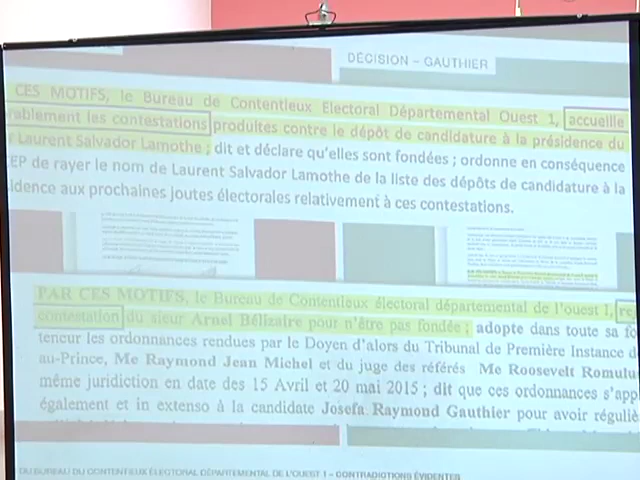 DÉCISION – GAUTHIER
CES MOTIFS, le Bureau de Contentieux Electoral Départemental Ouest 1, accueille
rablement les contestations produites contre le dépôt de candidature à la présidence du
r Laurent Salvador Lamothe ; dit et déclare qu'elles sont fondées ; ordonne en conséquence
EP de rayer le nom de Laurent Salvador Lamothe de la liste des dépôts de candidature à la
idence aux prochaines joutes électorales relativement à ces contestations.
PAR CES MOTIFS, le Bureau de Contentieux électoral départemental de l'ouest 1, re
contestation du sieur Arnel Bélizaire pour n'être pas fondée ; adopte dans toute sa fo
teneur les ordonnances rendues par le Doyen d'alors du Tribunal de Première Instance d
au-Prince, Me Raymond Jean Michel et du juge des référés Me Roosevelt Romulu
même juridiction en date des 15 Avril et 20 mai 2015 ; dit que ces ordonnances s'appl
également et in extenso à la candidate Josefa Raymond Gauthier pour avoir réguliè
DU BUREAU DU CONTENTIEUX ÉLECTORAL DÉPARTEMENTAL DE L'OUEST 1 – CONTRADICTIONS ÉVIDENTES